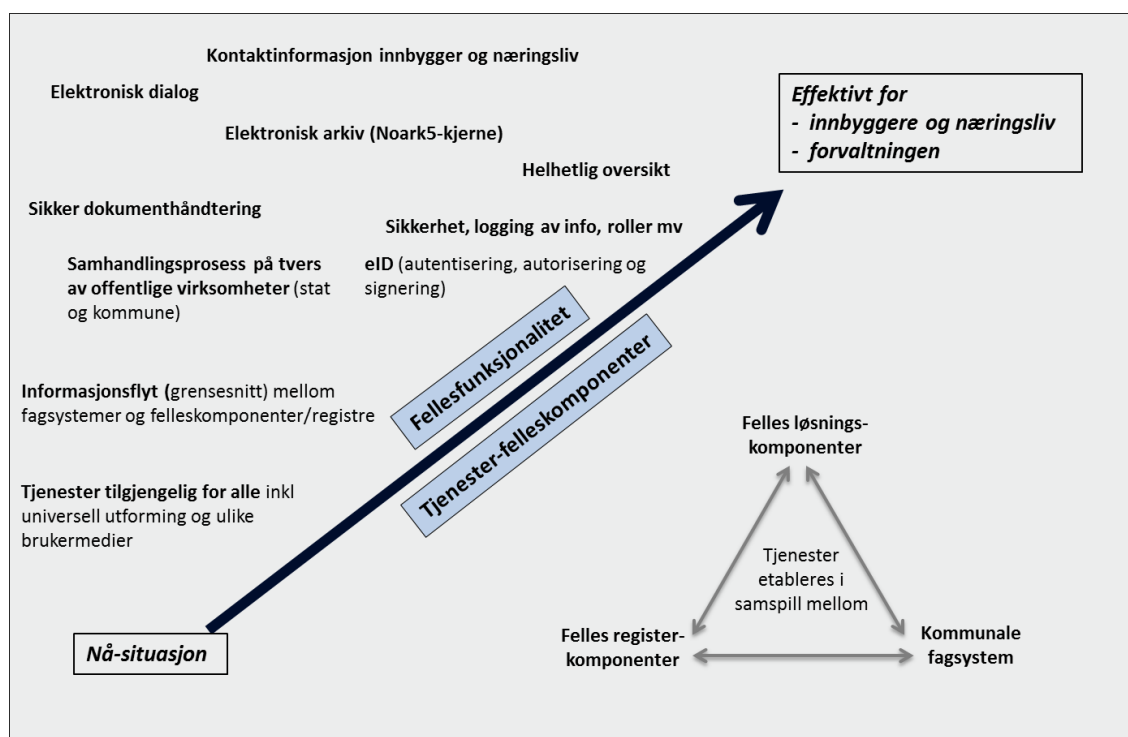 Kontaktinformasjon innbygger og næringsliv
Elektronisk dialog
Effektivt for
- innbyggere og næringsliv
- forvaltningen
Elektronisk arkiv (Noark5-kjerne)
Helhetlig oversikt
Sikker dokumenthåndtering
Sikkerhet, logging av info, roller mv
Samhandlingsprosess på tvers
av offentlige virksomheter (stat
og kommune)
eID (autentisering, autorisering og
signering)
Fellesfunksjonalitet
Tjenester-felleskomponenter
Informasjonsflyt (grensesnitt) mellom
fagsystemer og felleskomponenter/registre
Tjenester tilgjengelig for alle inkl
universell utforming og ulike
brukermedier
Nå-situasjon
Felles løsnings-
komponenter
Tjenester
etableres i
samspill mellom
Felles register-
komponenter
Kommunale
fagsystem